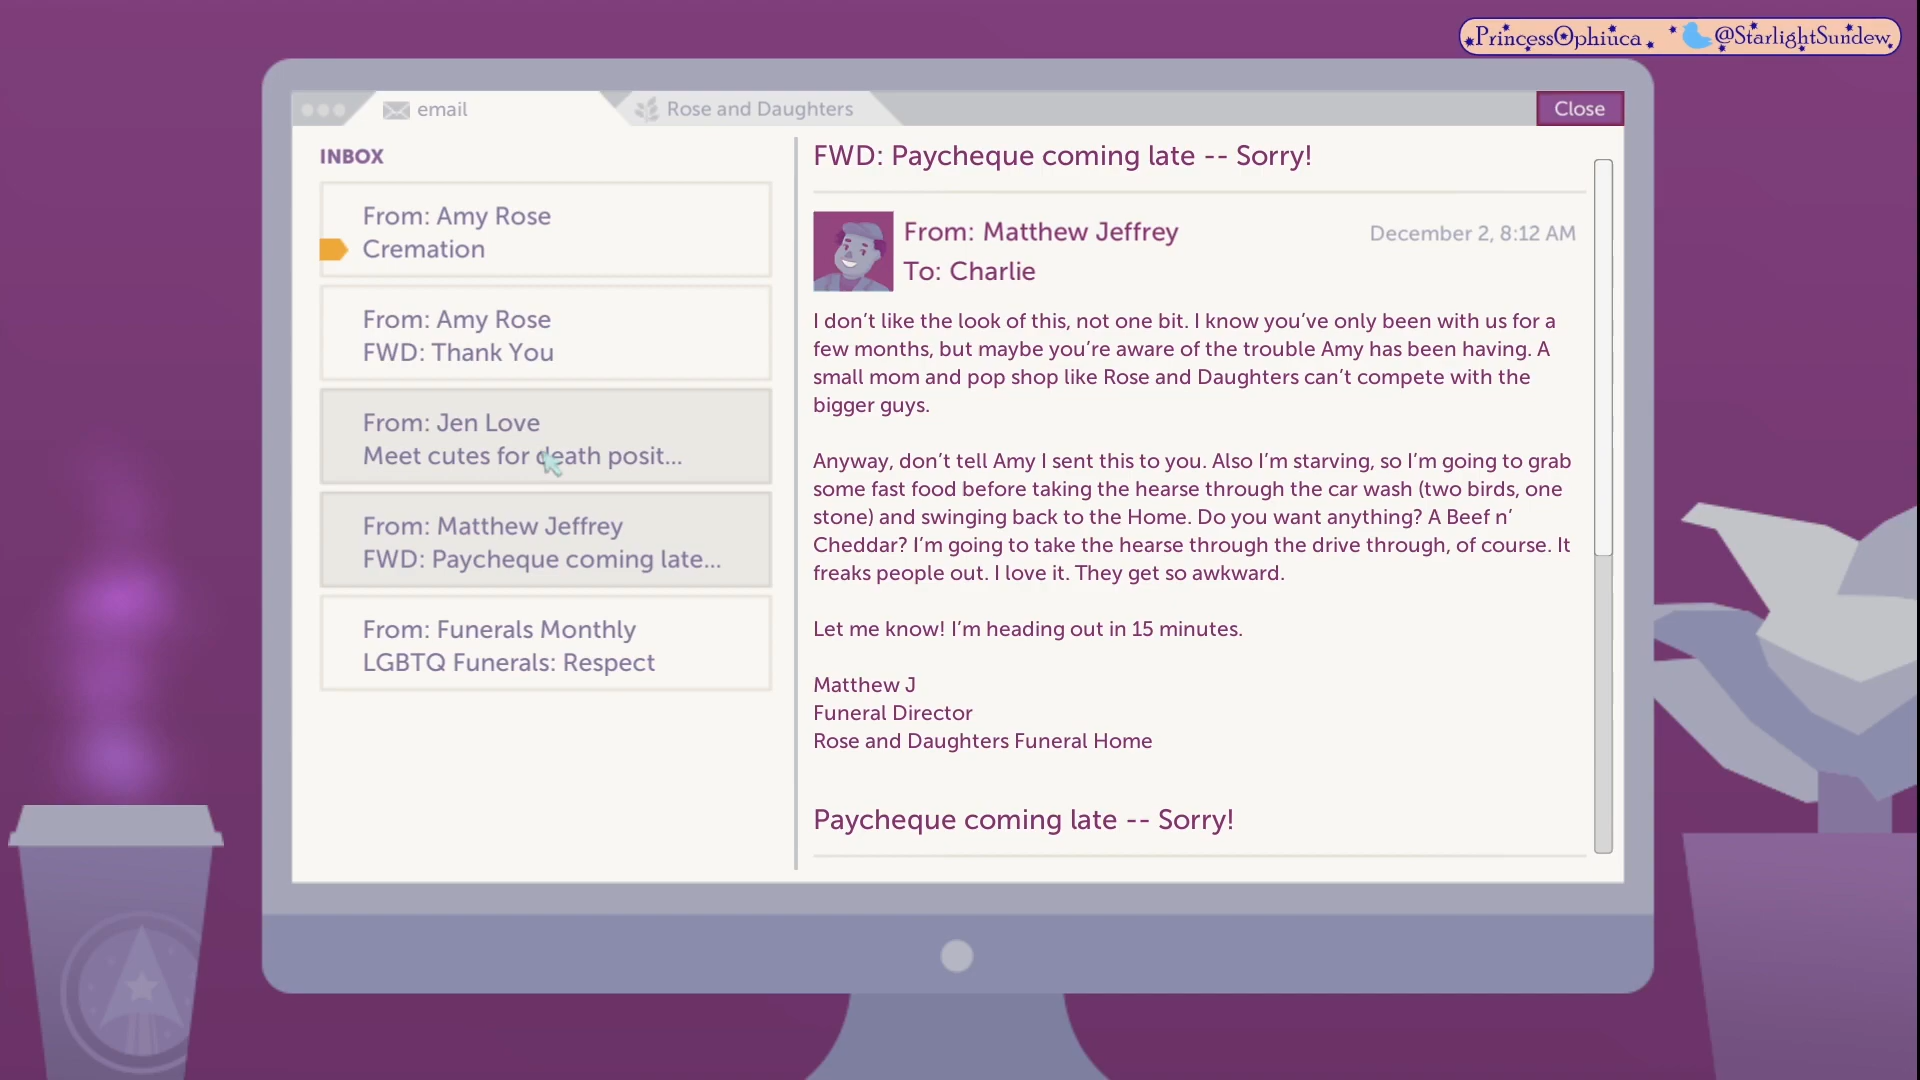 PrincessOphiuca @StarlightSundew
email
Rose and Daughters
Close
INBOX
From: Amy Rose
Cremation
From: Amy Rose
FWD: Thank You
From: Jen Love
Meet cutes for death posit...
From: Matthew Jeffrey
FWD: Paycheque coming late...
From: Funerals Monthly
LGBTQ Funerals: Respect
FWD: Paycheque coming late -- Sorry!
From: Matthew Jeffrey
December 2, 8:12 AM
To: Charlie
I don't like the look of this, not one bit. I know you've only been with us for a
few months, but maybe you're aware of the trouble Amy has been having. A
small mom and pop shop like Rose and Daughters can't compete with the
bigger guys.
Anyway, don't tell Amy I sent this to you. Also I'm starving, so I'm going to grab
some fast food before taking the hearse through the car wash (two birds, one
stone) and swinging back to the Home. Do you want anything? A Beef n'
Cheddar? I'm going to take the hearse through the drive through, of course. It
freaks people out. I love it. They get so awkward.
Let me know! I'm heading out in 15 minutes.
Matthew J
Funeral Director
Rose and Daughters Funeral Home
Paycheque coming late -- Sorry!